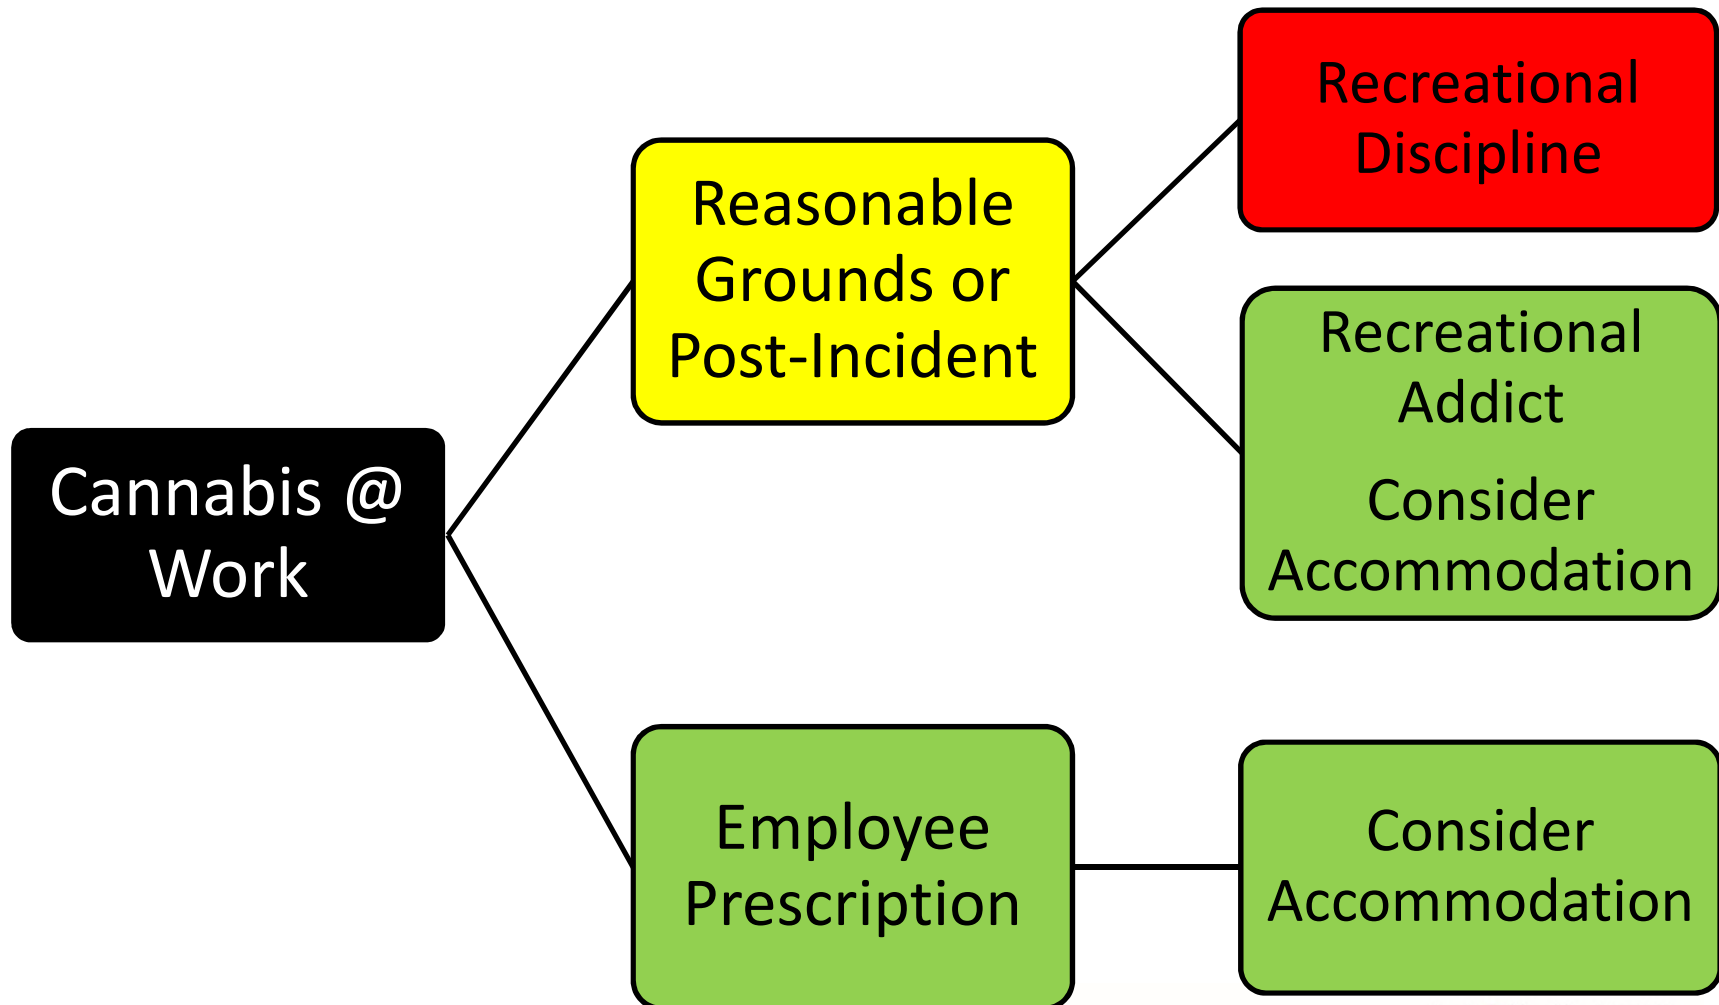 Cannabis @
Work
Reasonable
Grounds or
Post-Incident
Recreational
Discipline
Recreational
Addict
Consider
Accommodation
Employee
Prescription
Consider
Accommodation